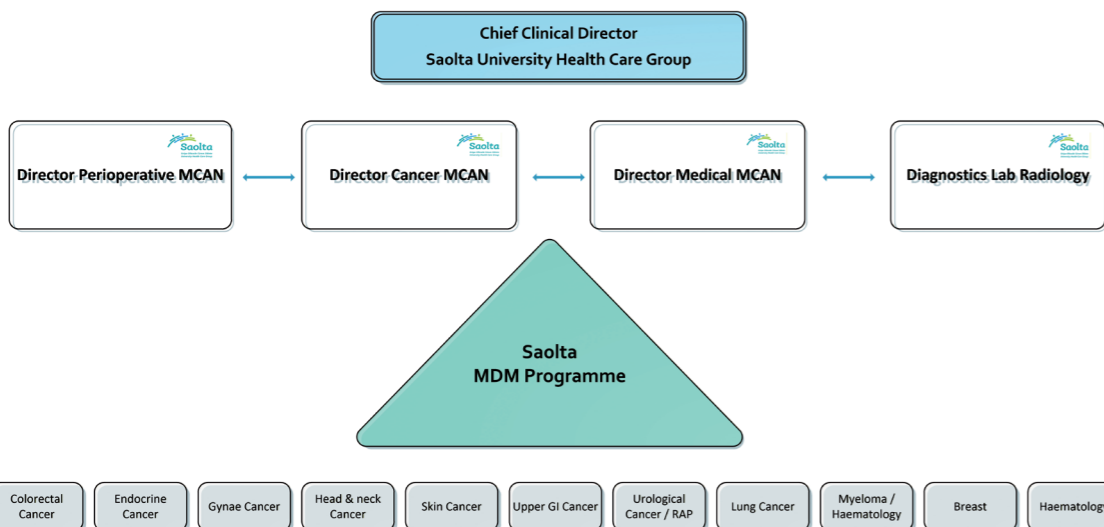 Chief Clinical Director
Saolta University Health Care Group
Saolta
Director Perioperative MCAN
Saolta
Director Cancer MCAN
Saolta
Director Medical MCAN
Saolta
Diagnostics Lab Radiology
Saolta
MDM Programme
Colorectal
Cancer
Endocrine
Cancer
Gynae Cancer
Head & neck
Cancer
Skin Cancer
Upper GI Cancer
Urological
Cancer / RAP
Lung Cancer
Myeloma /
Haematology
Breast
Haematology